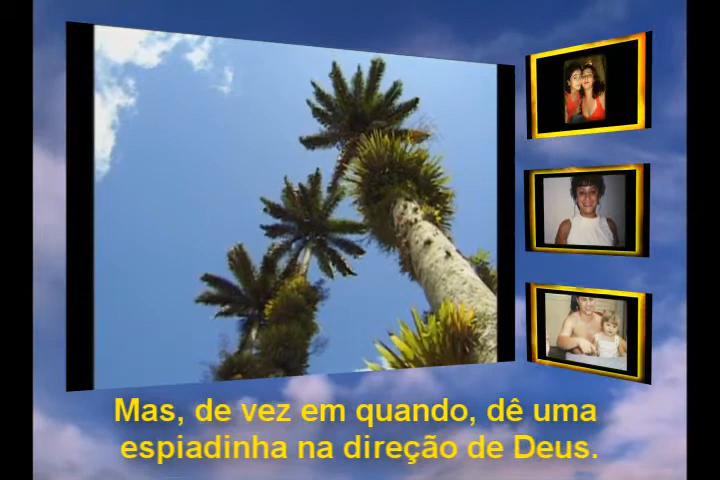 Mas, de vez em quando, dê uma
espiadinha na direção de Deus.